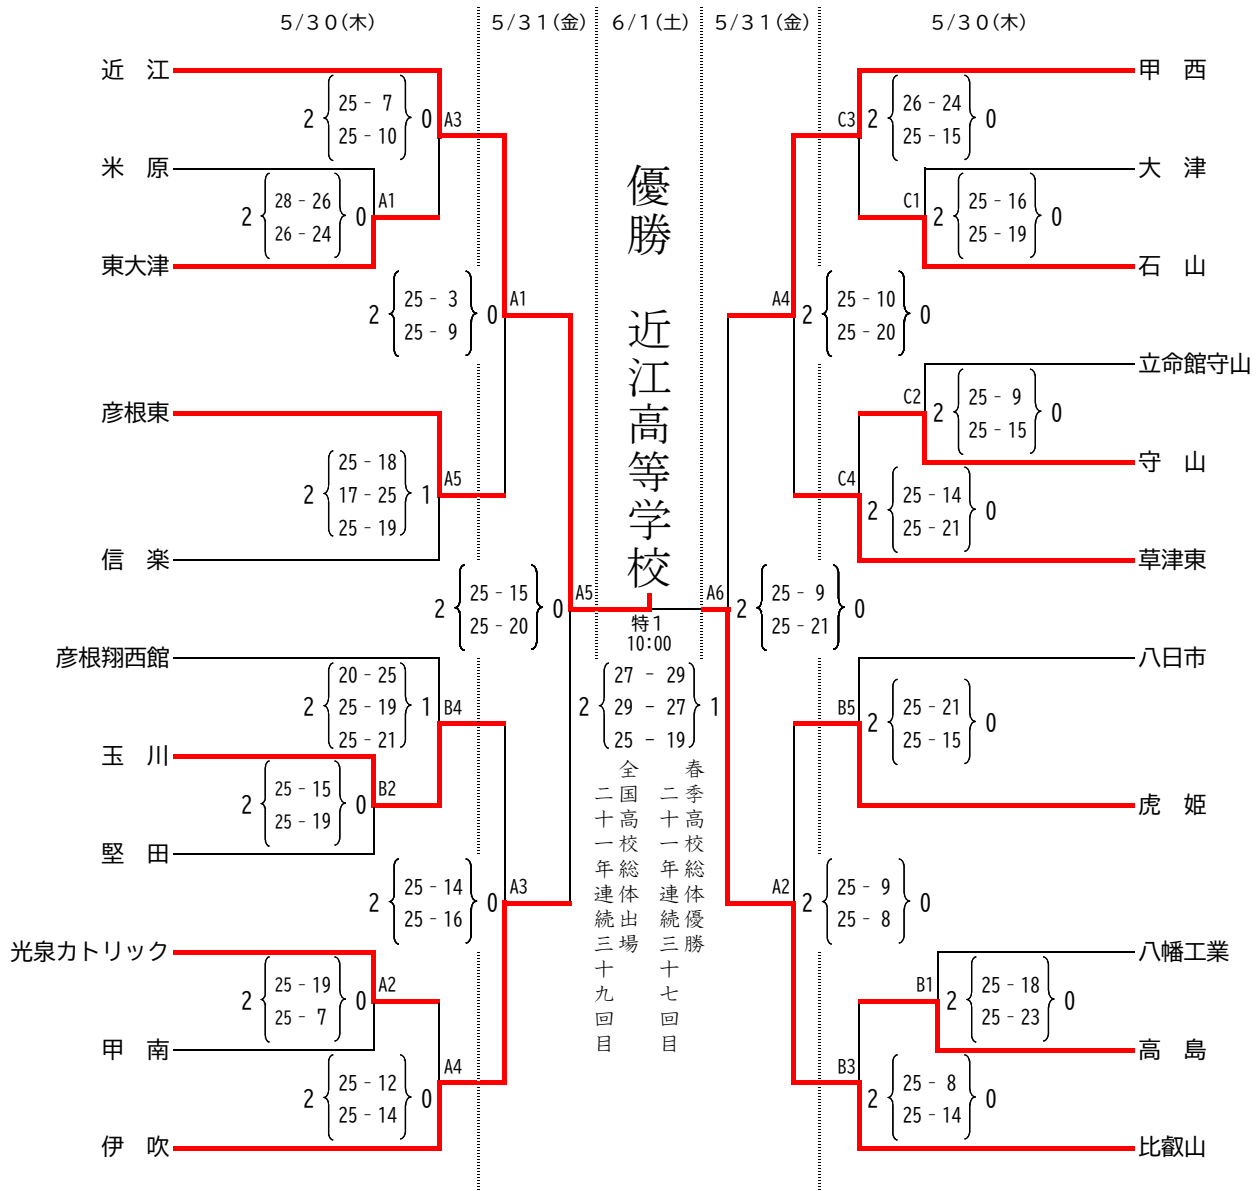 5/30(木) 5/31(金) 6/1(土) 5/31(金) 5/30(木)
近　江
2 25 - 7 0 A3
25 - 10
米　原
2 28 - 26 0 A1
26 - 24
東大津
2 25 - 3 0 A1
25 - 9
彦根東
2 25 - 18 1 A5
17 - 25
25 - 19
信　楽
2 25 - 15 0 A5
25 - 20
彦根翔西館
2 20 - 25 1 B4
25 - 19
25 - 21
玉　川
2 25 - 15 0 B2
25 - 19
堅　田
2 25 - 14 0 A3
25 - 16
光泉カトリック
2 25 - 19 0 A2
25 - 7
甲　南
2 25 - 12 0 A4
25 - 14
伊　吹
優勝　近江高等学校
特1
10:00
2 27 - 29 1
29 - 27
25 - 19
春季高校総体優勝
二十一年連続三十七回目
全国高校総体出場
二十一年連続三十九回目
甲　西
C3 2 26 - 24 0
25 - 15
大　津
C1 2 25 - 16 0
25 - 19
石　山
A4 2 25 - 10 0
25 - 20
立命館守山
C2 2 25 - 9 0
25 - 15
守　山
C4 2 25 - 14 0
25 - 21
草津東
A6 2 25 - 9 0
25 - 21
八日市
B5 2 25 - 21 0
25 - 15
虎　姫
A2 2 25 - 9 0
25 - 8
八幡工業
B1 2 25 - 18 0
25 - 23
高　島
B3 2 25 - 8 0
25 - 14
比叡山